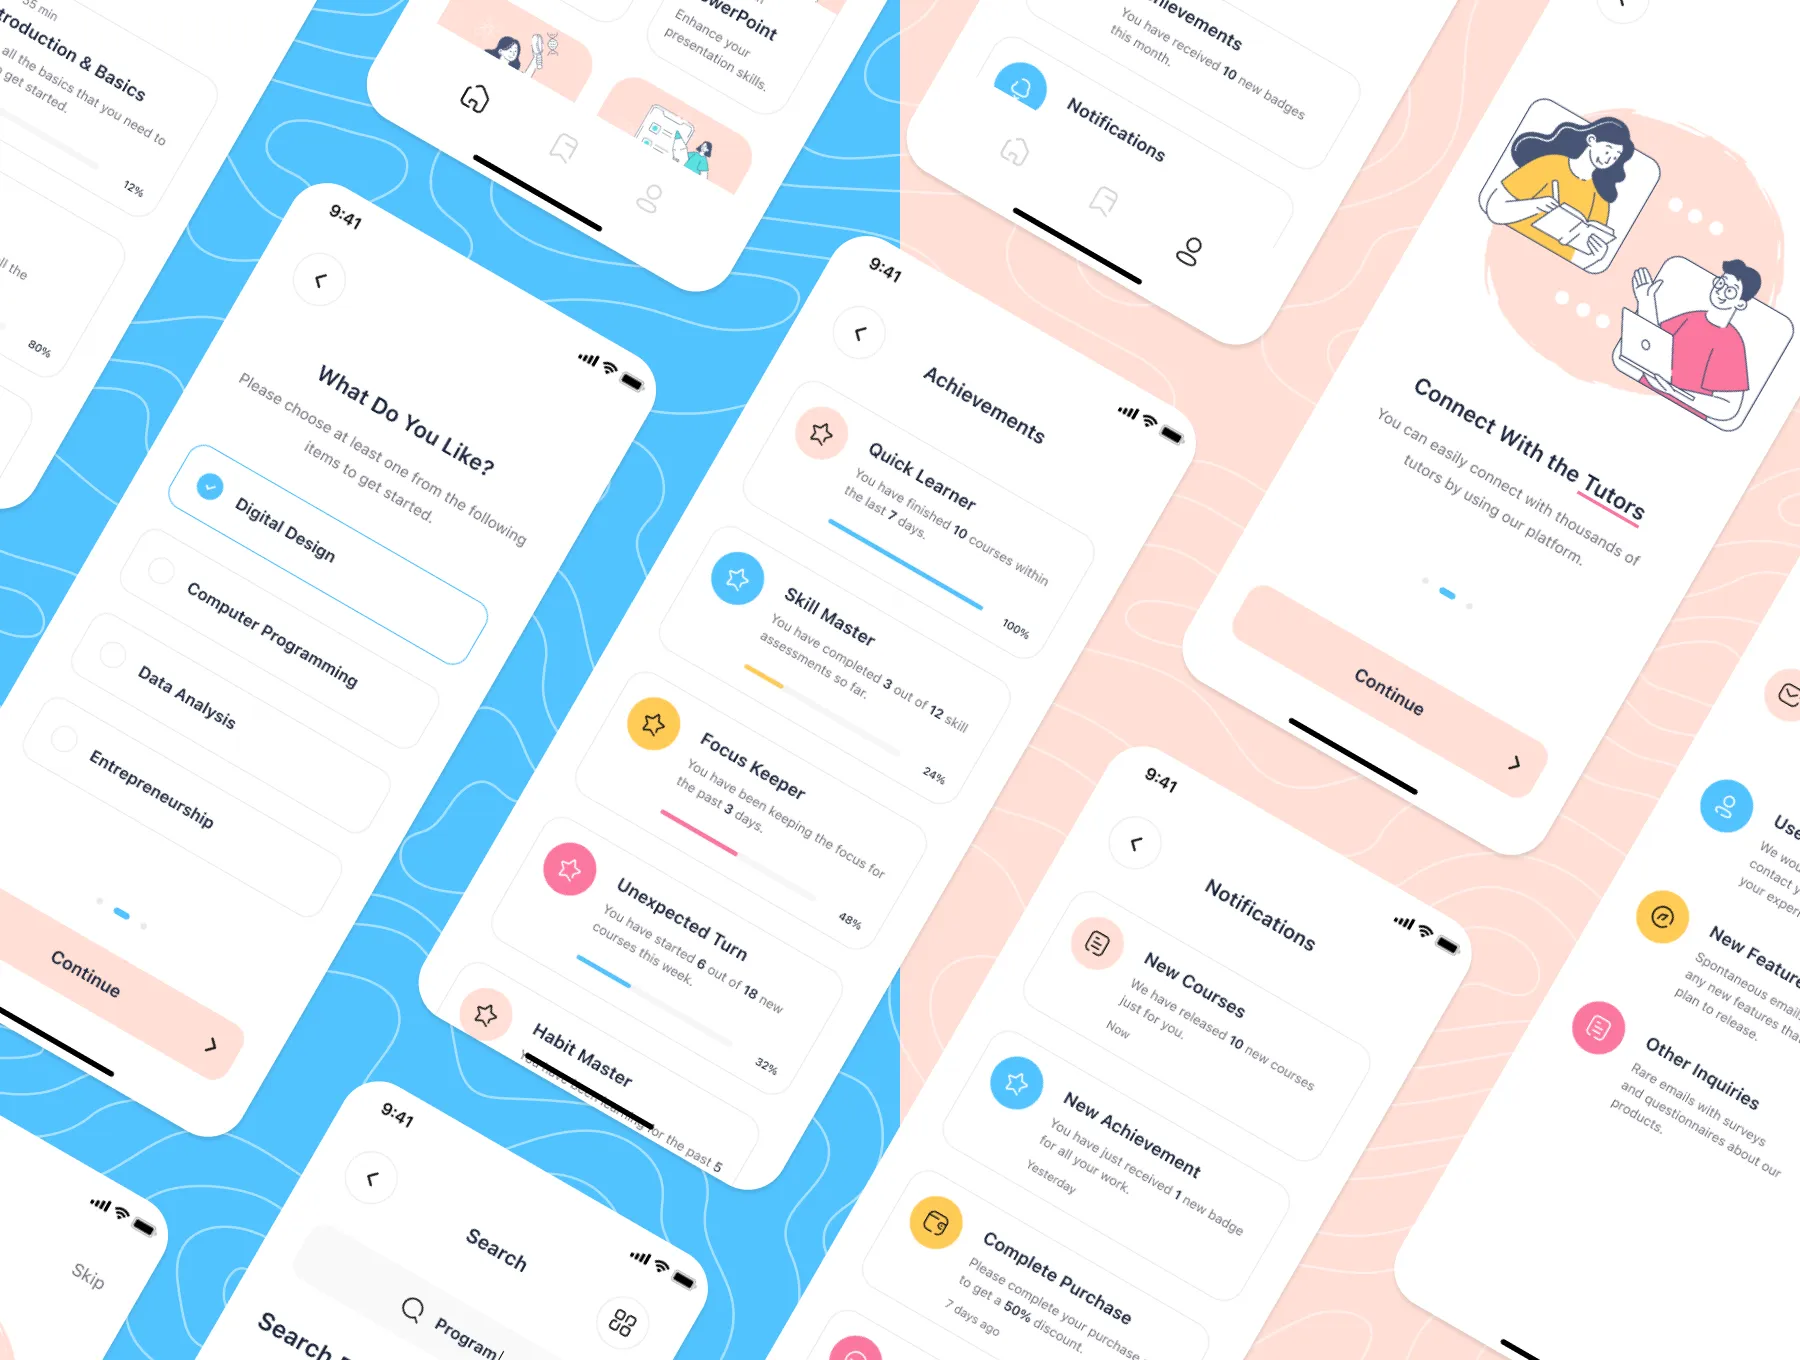 35 min
Introduction & Basics
all the basics that you need to
get started.
12%
ll the
80%
PowerPoint
Enhance your
presentation skills.
9:41
What Do You Like?
Please choose at least one from the following
items to get started.
Digital Design
Computer Programming
Data Analysis
Entrepreneurship
Continue
Skip
9:41
Achievements
Quick Learner
You have finished 10 courses within
the last 7 days.
100%
Skill Master
You have completed 3 out of 12 skill
assessments so far.
24%
Focus Keeper
You have been keeping the focus for
the past 3 days.
48%
Unexpected Turn
You have started 6 out of 18 new
courses this week.
32%
Habit Master
You have been learning for the past 5
9:41
Search
Program
Search
Achievements
You have received 10 new badges
this month.
Notifications
Connect With the Tutors
You can easily connect with thousands of
tutors by using our platform.
Continue
9:41
Notifications
New Courses
We have released 10 new courses
just for you.
Now
New Achievement
You have just received 1 new badge
for all your work.
Yesterday
Complete Purchase
Please complete your purchase
to get a 50% discount.
7 days ago
Use
We wou
contact y
your experi
New Feature
Spontaneous email
any new features tha
plan to release.
Other Inquiries
Rare emails with surveys
and questionnaires about our
products.